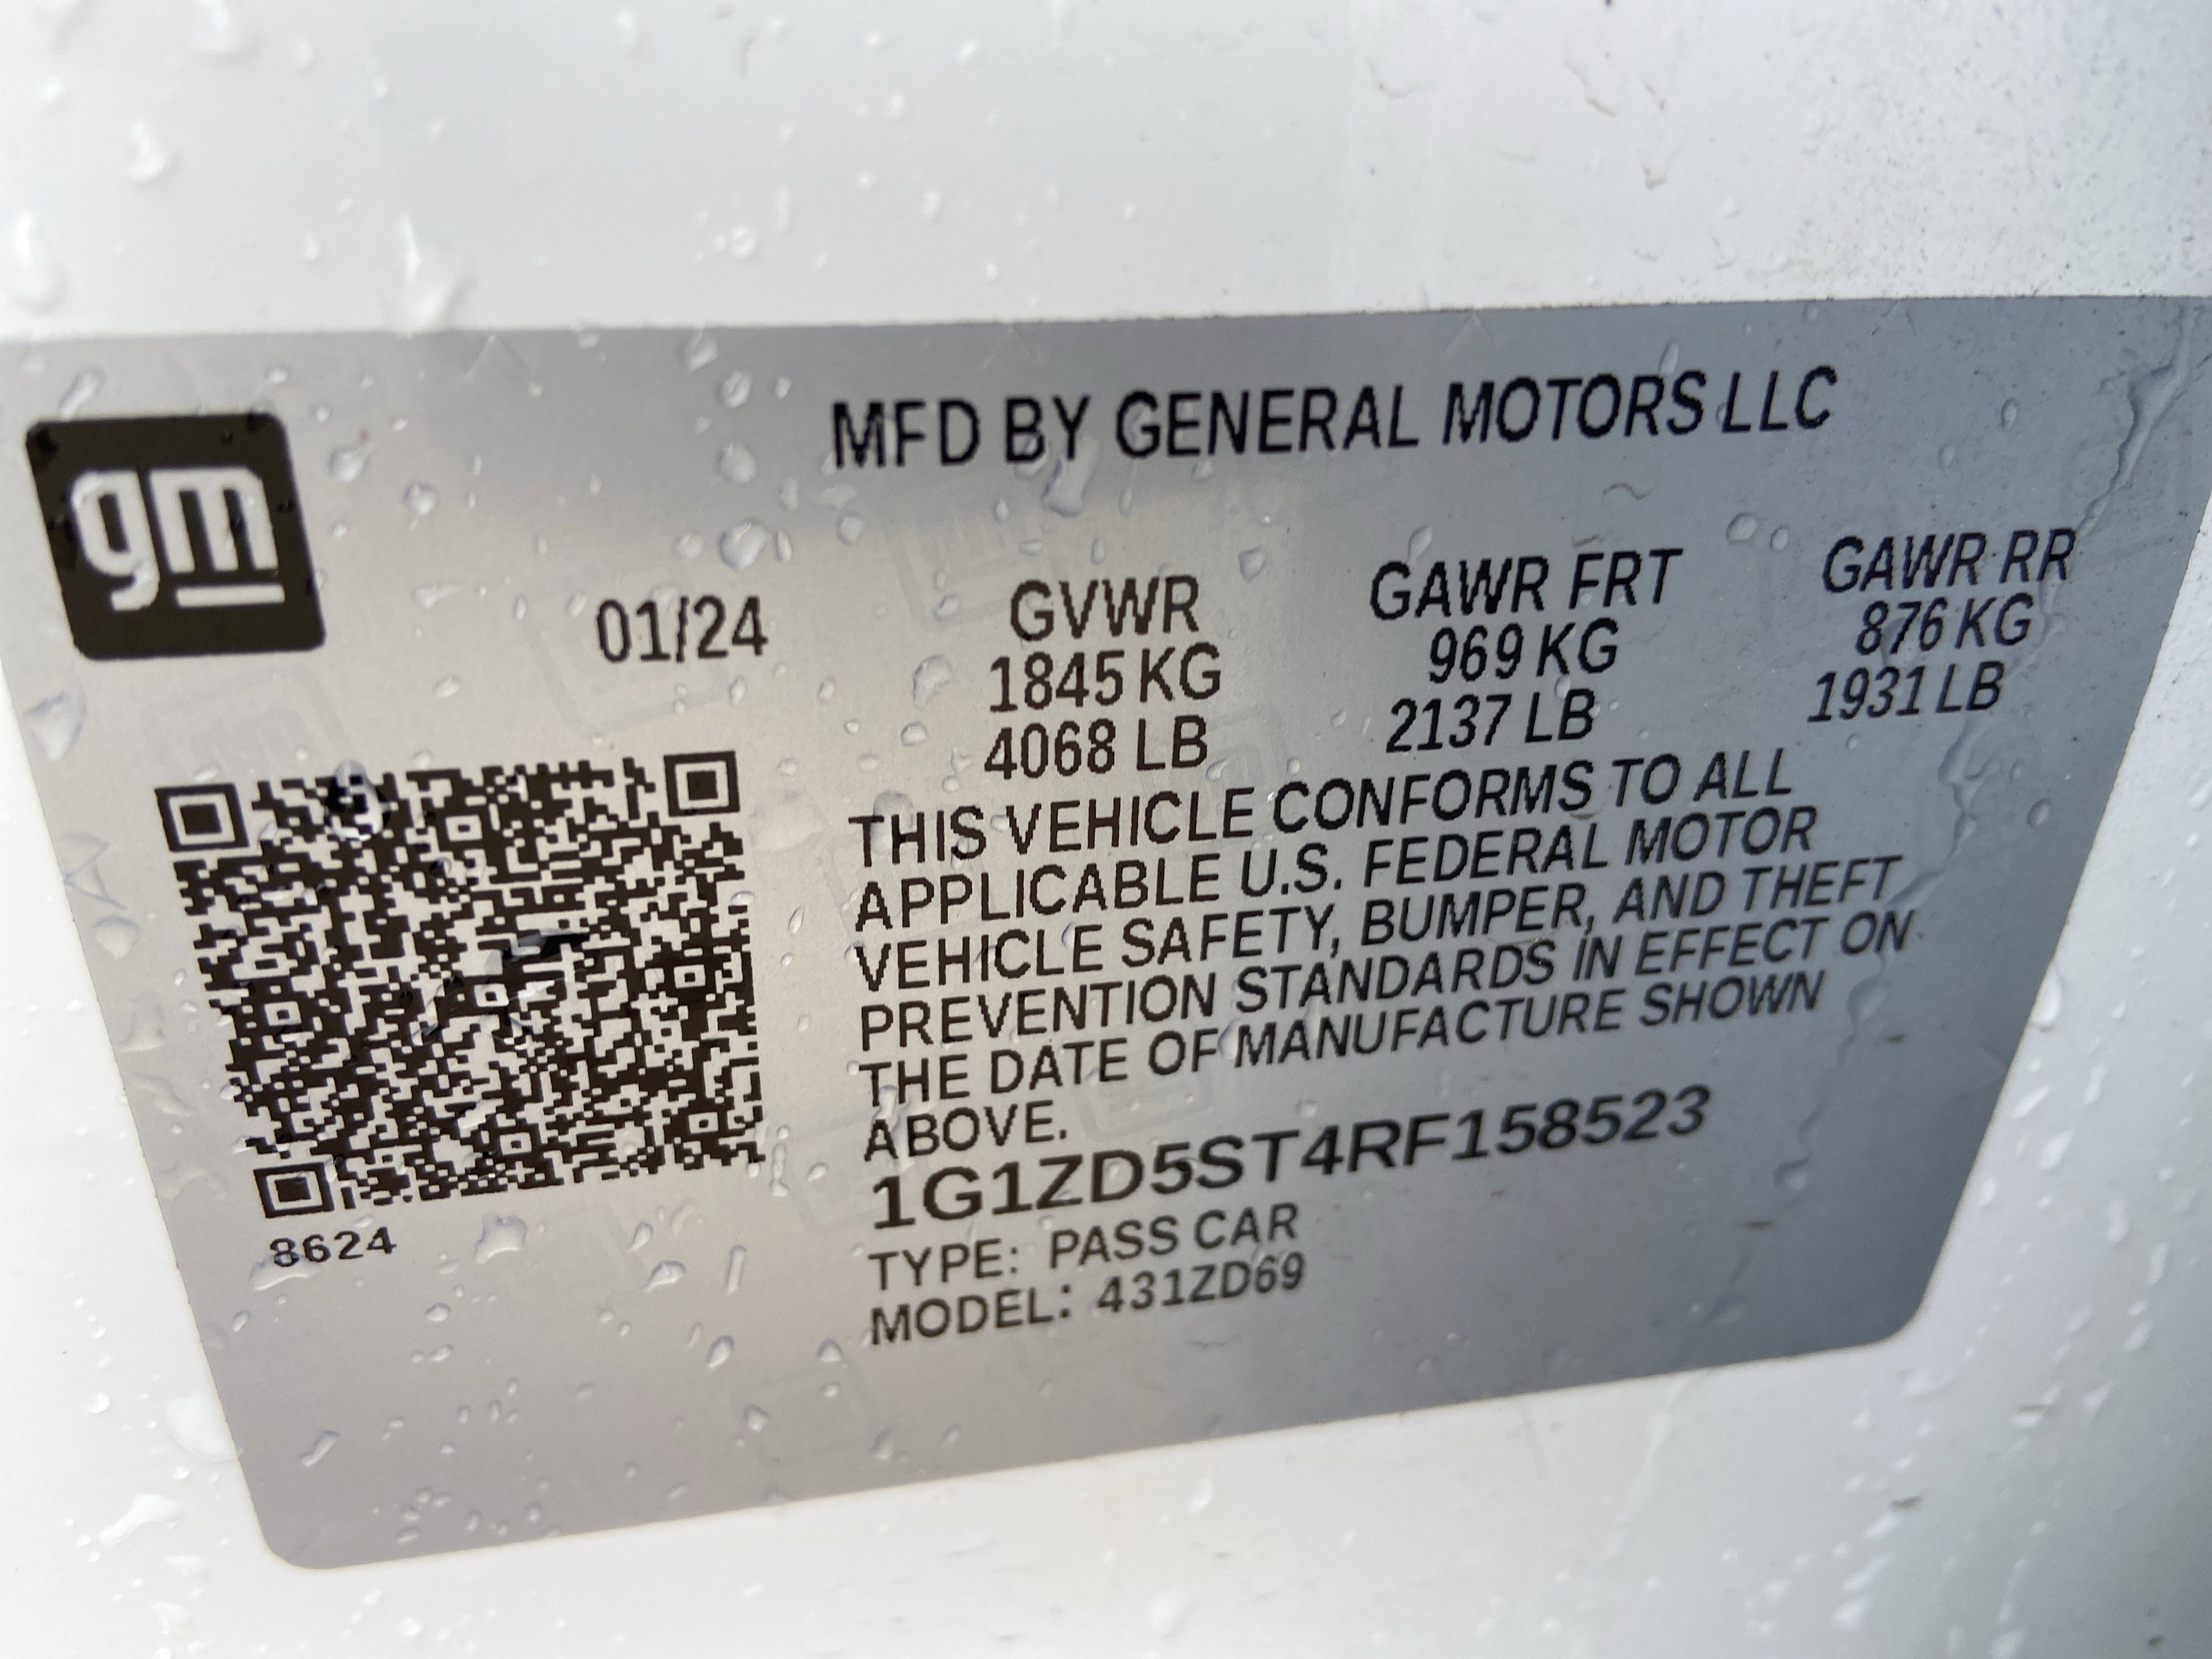 gm
MFD BY GENERAL MOTORS LLC
01/24
GVWR
1845 KG
4068 LB
GAWR FRT
969 KG
2137 LB
GAWR RR
876 KG
1931 LB
THIS VEHICLE CONFORMS TO ALL
APPLICABLE U.S. FEDERAL MOTOR
VEHICLE SAFETY, BUMPER, AND THEFT
PREVENTION STANDARDS IN EFFECT ON
THE DATE OF MANUFACTURE SHOWN
ABOVE.
1G1ZD5ST4RF158523
TYPE: PASS CAR
MODEL: 431ZD69
8624